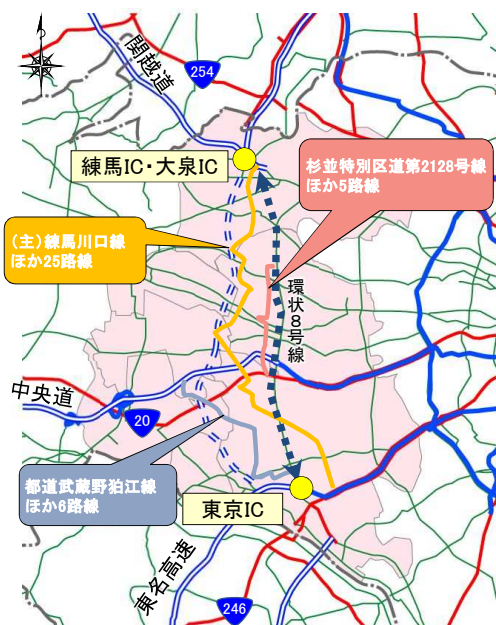 関越道
254
練馬IC・大泉IC
杉並特別区道第2128号線
ほか5路線
(主)練馬川口線
ほか25路線
環状8号線
中央道
20
都道武蔵野狛江線
ほか6路線
東京IC
東名高速
246